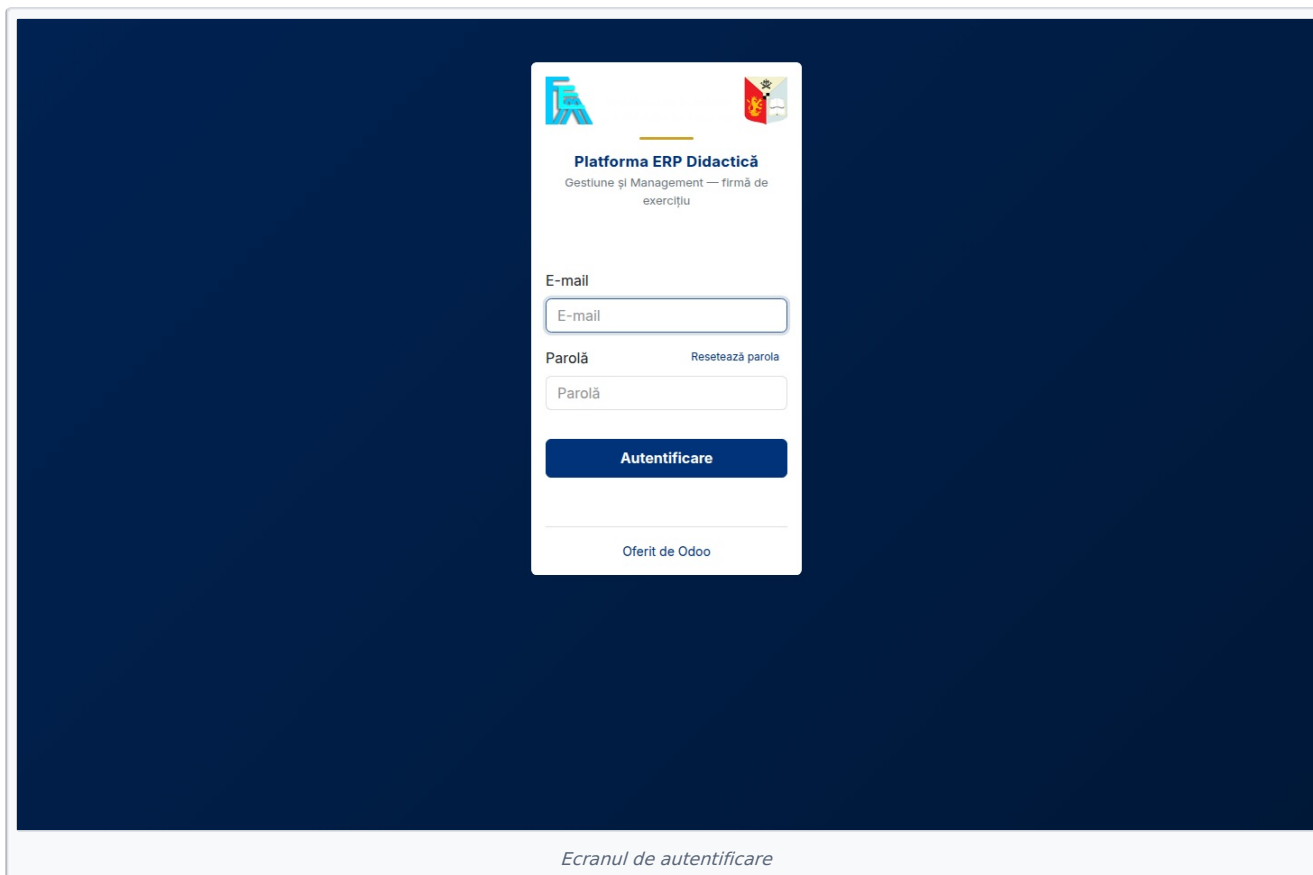 Platforma ERP Didactică
Gestiune și Management — firmă de
exercițiu
E-mail
E-mail
Parolă
Resetează parola
Parolă
Autentificare
Oferit de Odoo
Ecranul de autentificare